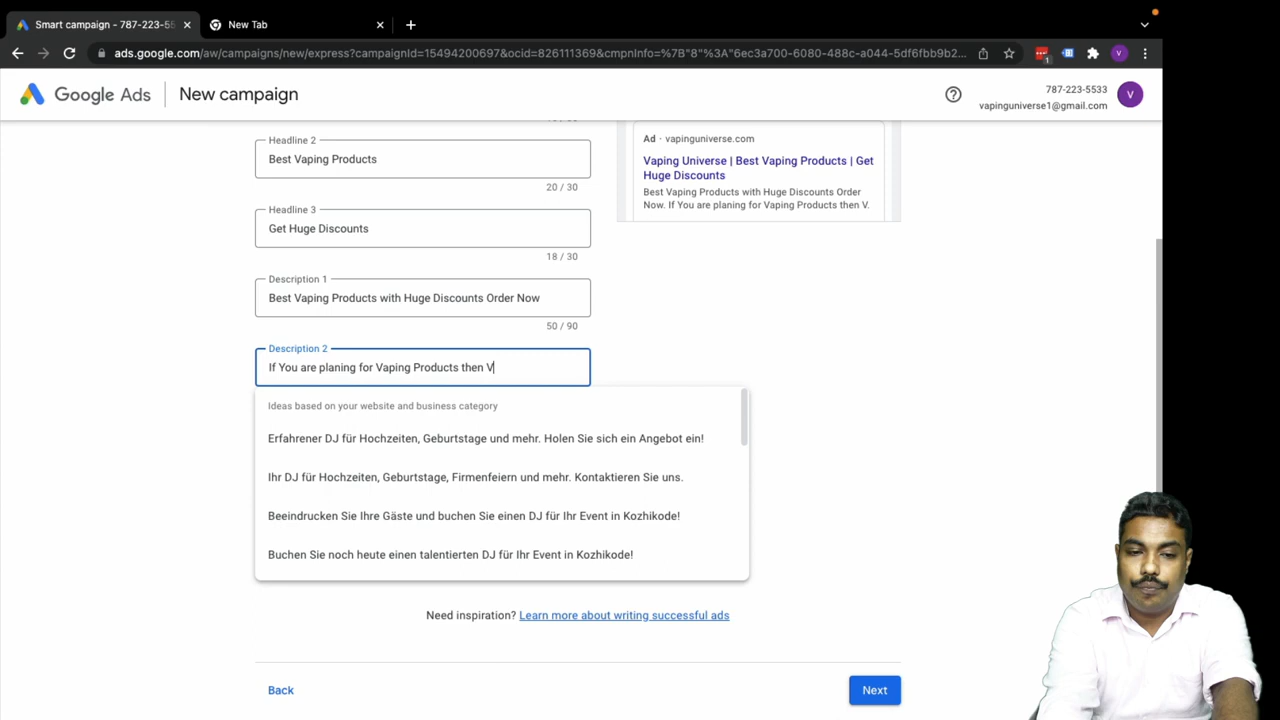 Smart campaign - 787-223-55
New Tab
ads.google.com/aw/campaigns/new/express?campaignId=15494200697&ocid=826111369&cmpnInfo=%7B"8"%3A"6ec3a700-6080-488c-a044-5df6fbb9b2...
1
V
Google Ads
New campaign
787-223-5533
vapinguniverse1@gmail.com
V
Headline 2
Best Vaping Products
20 / 30
Headline 3
Get Huge Discounts
18 / 30
Description 1
Best Vaping Products with Huge Discounts Order Now
50 / 90
Description 2
If You are planing for Vaping Products then V
Ideas based on your website and business category
Erfahrener DJ für Hochzeiten, Geburtstage und mehr. Holen Sie sich ein Angebot ein!
Ihr DJ für Hochzeiten, Geburtstage, Firmenfeiern und mehr. Kontaktieren Sie uns.
Beeindrucken Sie Ihre Gäste und buchen Sie einen DJ für Ihr Event in Kozhikode!
Buchen Sie noch heute einen talentierten DJ für Ihr Event in Kozhikode!
Ad · vapinguniverse.com
Vaping Universe | Best Vaping Products | Get
Huge Discounts
Best Vaping Products with Huge Discounts Order
Now. If You are planing for Vaping Products then V.
Need inspiration? Learn more about writing successful ads
Back
Next